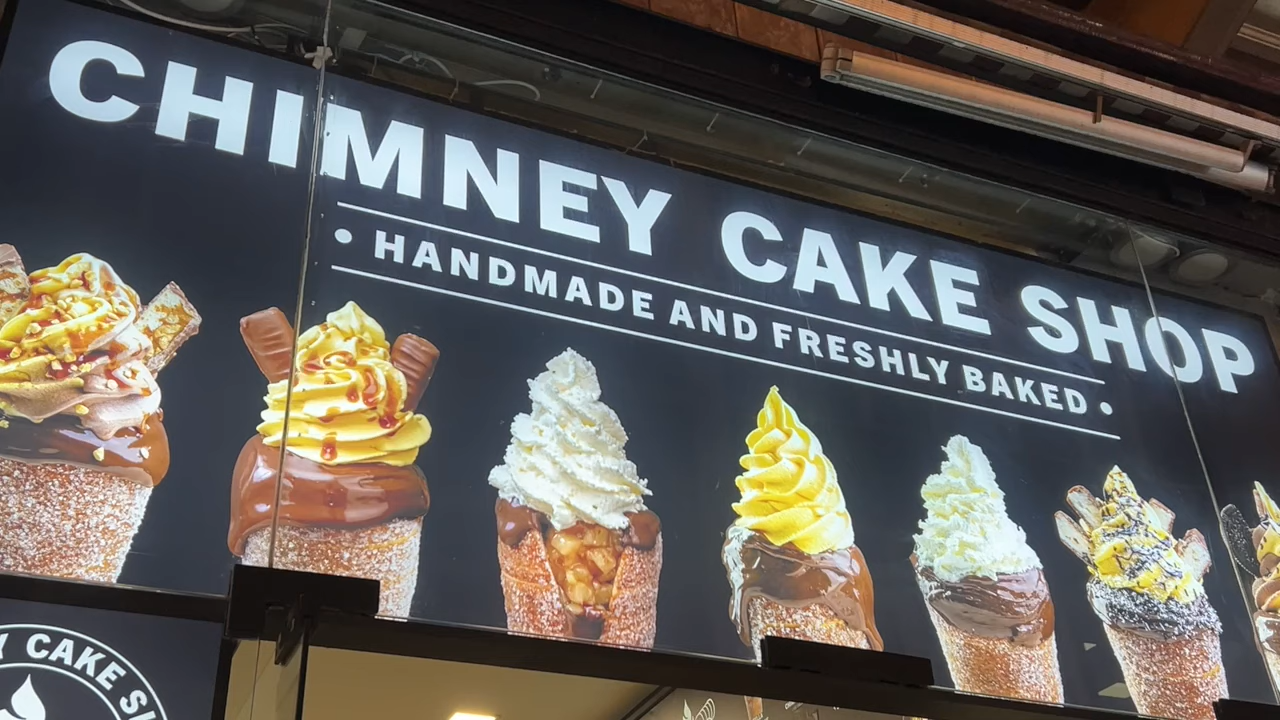 CHIMNEY CAKE SHOP
• HANDMADE AND FRESHLY BAKED •
Y CAKE S